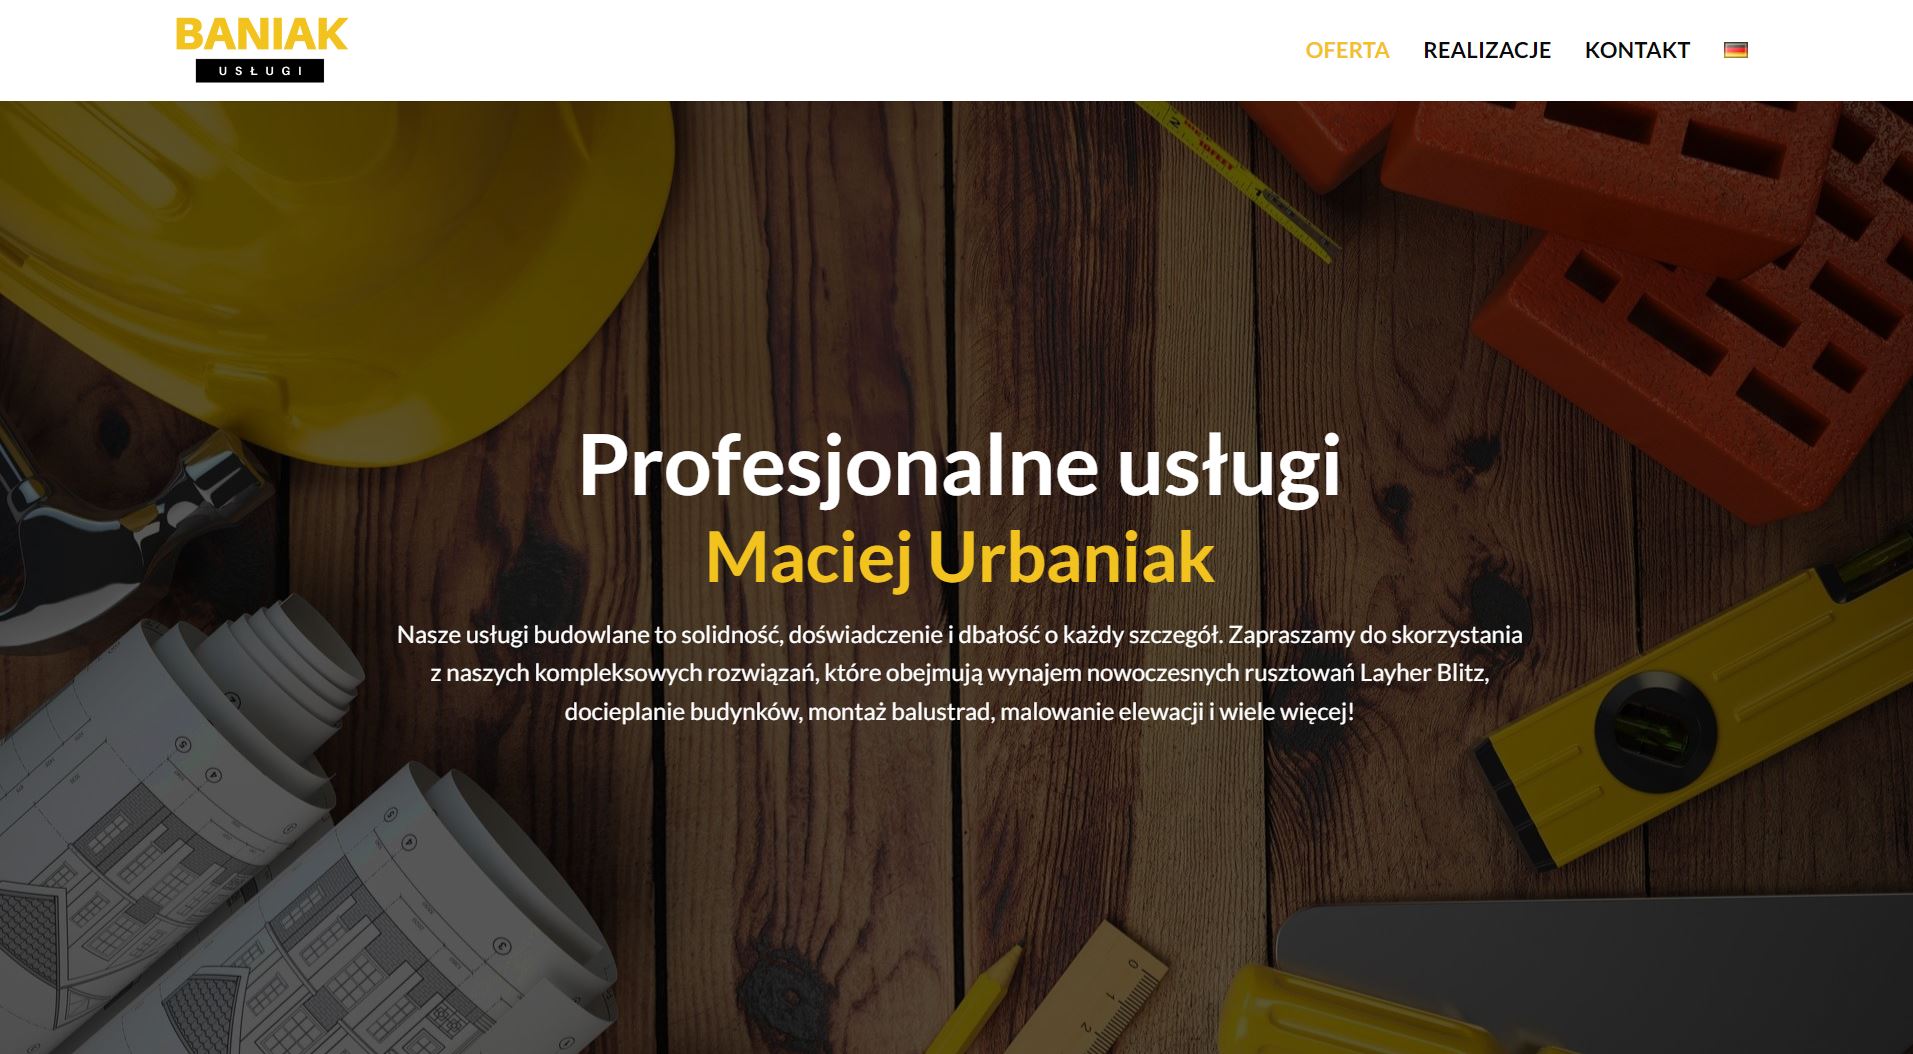 BANIAK
USŁUGI
OFERTA REALIZACJE KONTAKT
Profesjonalne usługi
Maciej Urbaniak
Nasze usługi budowlane to solidność, doświadczenie i dbałość o każdy szczegół. Zapraszamy do skorzystania
z naszych kompleksowych rozwiązań, które obejmują wynajem nowoczesnych rusztowań Layher Blitz,
docieplanie budynków, montaż balustrad, malowanie elewacji i wiele więcej!